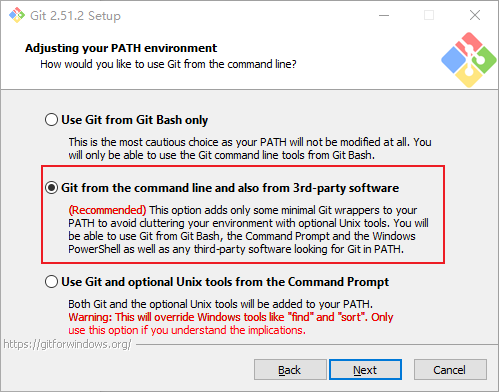 Git 2.51.2 Setup
Adjusting your PATH environment
How would you like to use Git from the command line?
Use Git from Git Bash only
This is the most cautious choice as your PATH will not be modified at all. You
will only be able to use the Git command line tools from Git Bash.
Git from the command line and also from 3rd-party software
(Recommended) This option adds only some minimal Git wrappers to your
PATH to avoid cluttering your environment with optional Unix tools. You will
be able to use Git from Git Bash, the Command Prompt and the Windows
PowerShell as well as any third-party software looking for Git in PATH.
Use Git and optional Unix tools from the Command Prompt
Both Git and the optional Unix tools will be added to your PATH.
Warning: This will override Windows tools like "find" and "sort". Only
use this option if you understand the implications.
https://gitforwindows.org/
Back
Next
Cancel